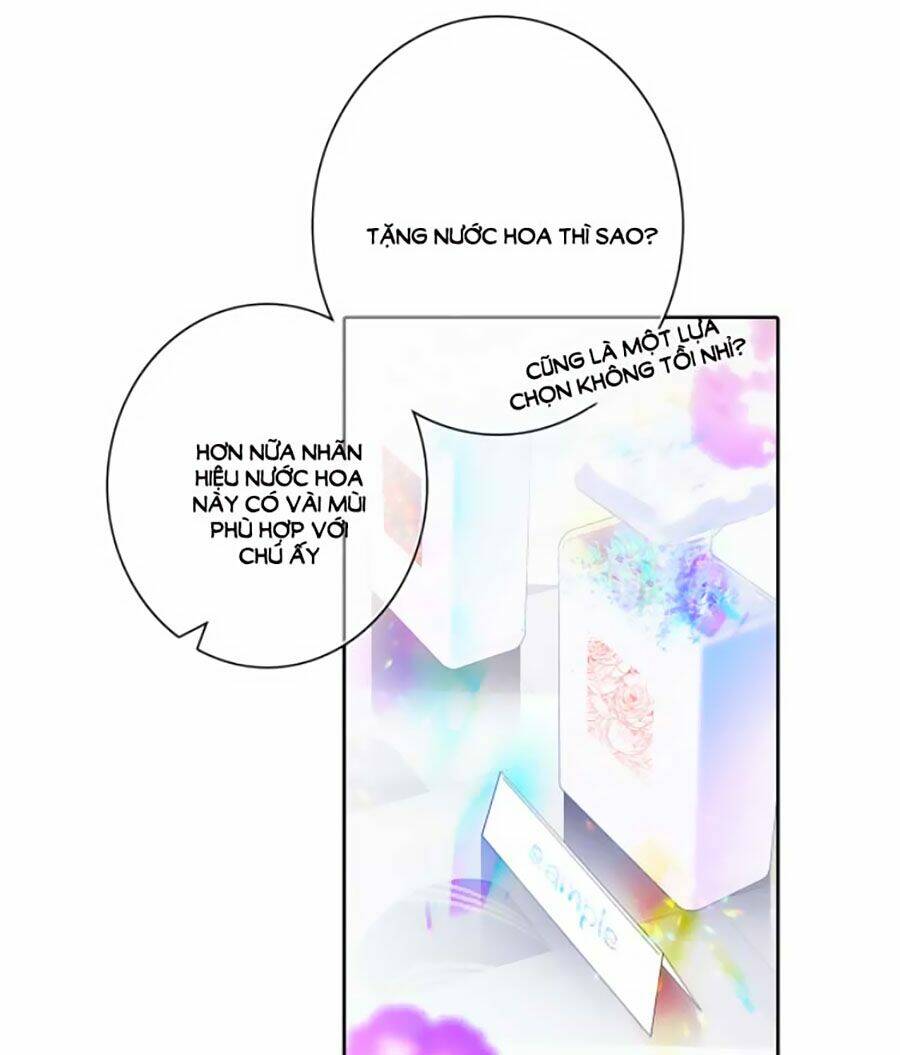 TẶNG NƯỚC HOA THÌ SAO?
CŨNG LÀ MỘT LỰA
CHỌN KHÔNG TỒI NHỈ?
HƠN NỮA NHÃN
HIỆU NƯỚC HOA
NÀY CÓ VÀI MÙI
PHÙ HỢP VỚI
CHÚ ẤY
sample